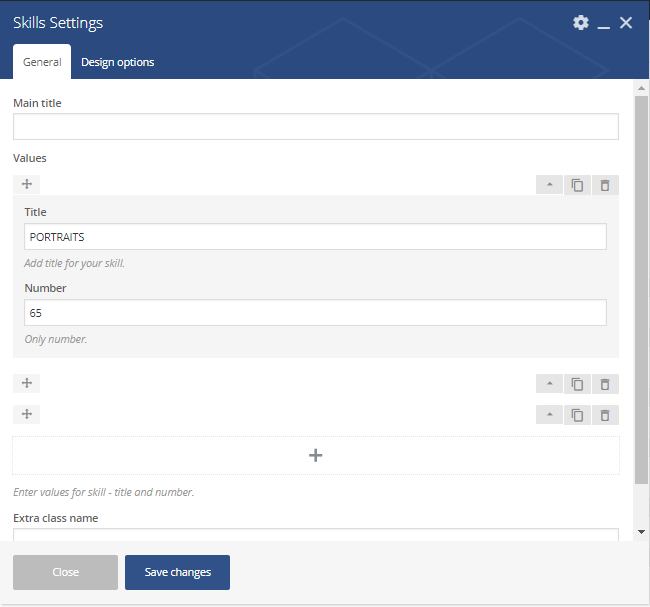 Skills Settings
General Design options
Main title
Values
Title
PORTRAITS
Add title for your skill.
Number
65
Only number.
Enter values for skill - title and number.
Extra class name
Close Save changes